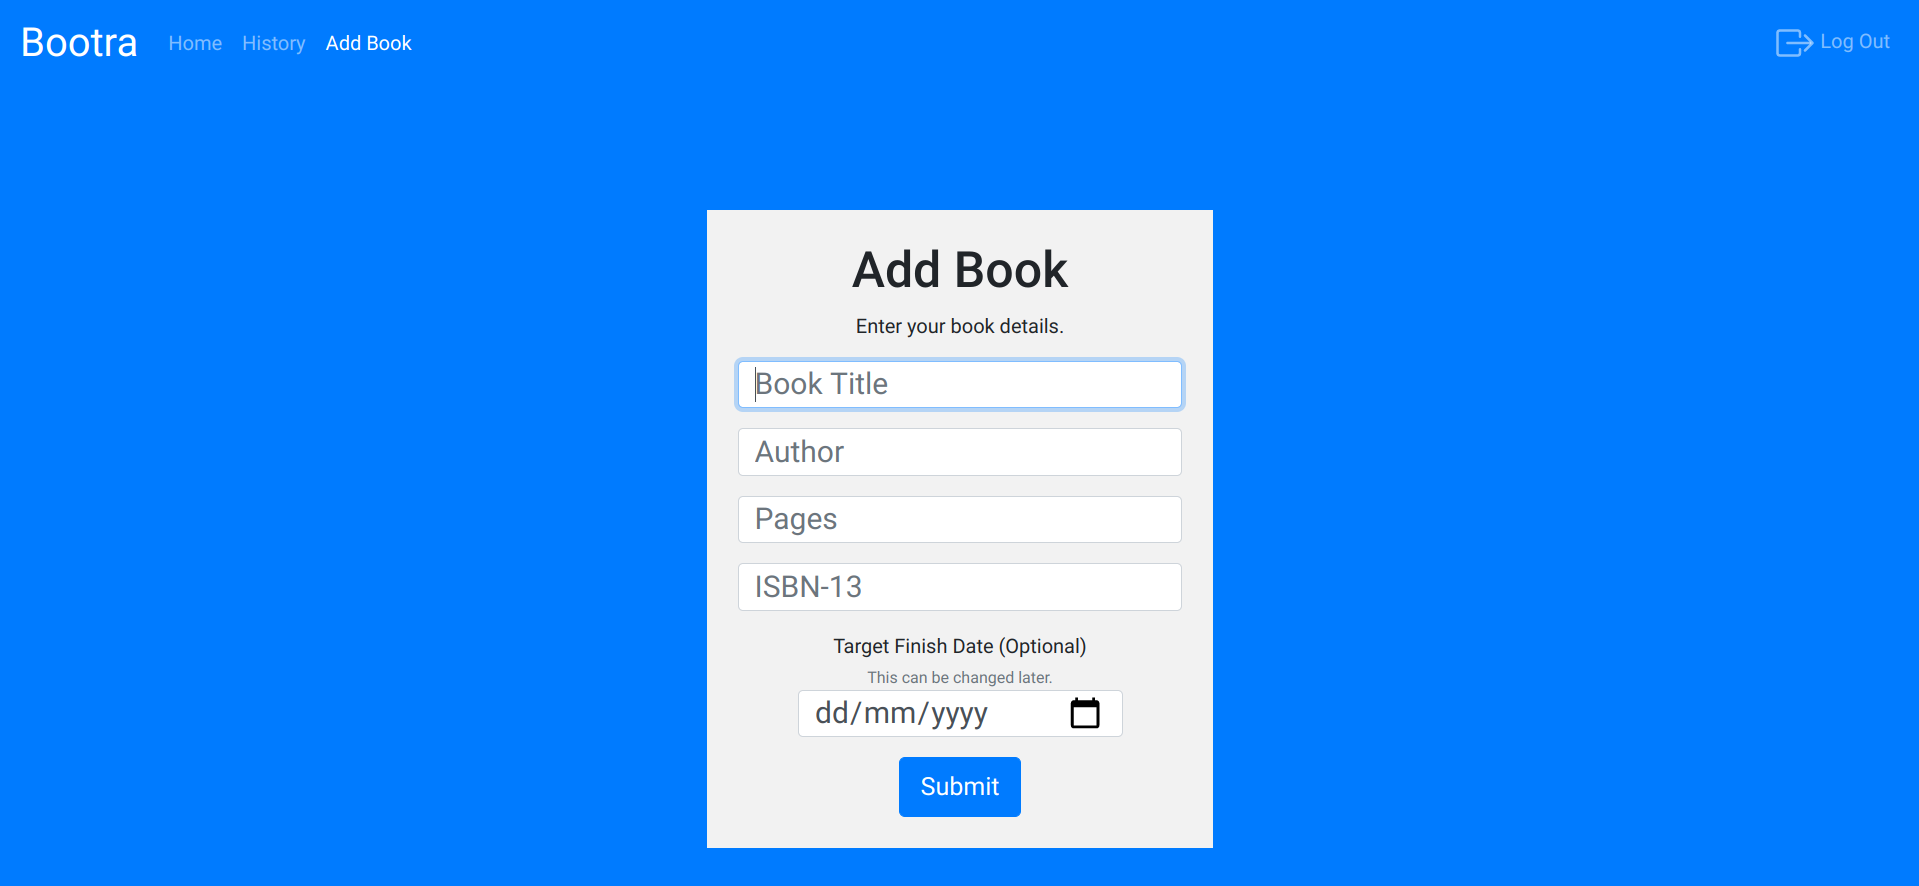 Bootra Home History Add Book Log Out
Add Book
Enter your book details.
Book Title
Author
Pages
ISBN-13
Target Finish Date (Optional)
This can be changed later.
dd/mm/yyyy
Submit